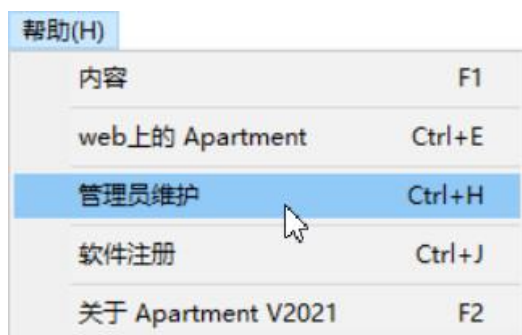 帮助(H)
内容 F1
web上的 Apartment Ctrl+E
管理员维护 Ctrl+H
软件注册 Ctrl+J
关于 Apartment V2021 F2